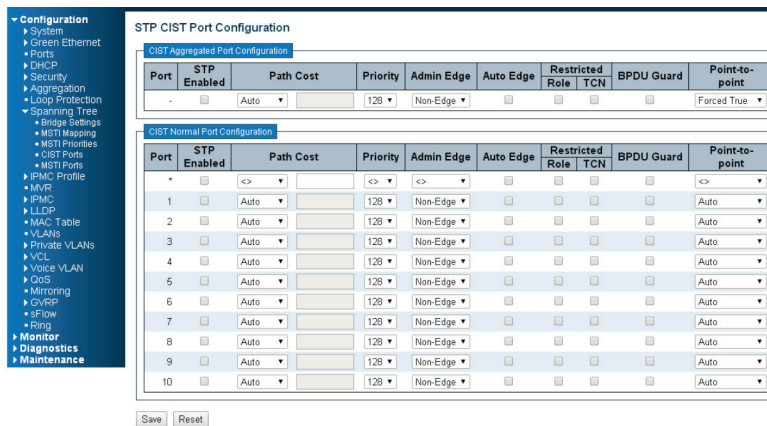 Configuration
System
Green Ethernet
Ports
DHCP
Security
Aggregation
Loop Protection
Spanning Tree
Bridge Settings
MSTI Mapping
MSTI Priorities
CIST Ports
MSTI Ports
IPMC Profile
MVR
IPMC
LLDP
MAC Table
VLANs
Private VLANs
VCL
Voice VLAN
QoS
Mirroring
GVRP
sFlow
Ring
Monitor
Diagnostics
Maintenance
STP CIST Port Configuration
CIST Aggregated Port Configuration
Port STP Enabled Path Cost Priority Admin Edge Auto Edge Restricted Role TCN BPDU Guard Point-to-point
- Auto 128 Non-Edge Forced True
CIST Normal Port Configuration
Port STP Enabled Path Cost Priority Admin Edge Auto Edge Restricted Role TCN BPDU Guard Point-to-point
* <> <> <> <>
1 Auto 128 Non-Edge Auto
2 Auto 128 Non-Edge Auto
3 Auto 128 Non-Edge Auto
4 Auto 128 Non-Edge Auto
5 Auto 128 Non-Edge Auto
6 Auto 128 Non-Edge Auto
7 Auto 128 Non-Edge Auto
8 Auto 128 Non-Edge Auto
9 Auto 128 Non-Edge Auto
10 Auto 128 Non-Edge Auto
Save Reset